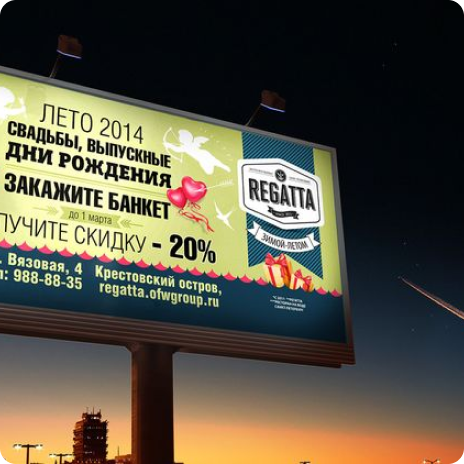 ЛЕТО 2014
СВАДЬБЫ, ВЫПУСКНЫЕ
ДНИ РОЖДЕНИЯ
ЗАКАЖИТЕ БАНКЕТ
до 1 марта
ЛУЧИТЕ СКИДКУ - 20%
. Вязовая, 4
: 988-88-35
Крестовский остров,
regatta.ofwgroup.ru
REGATTA
ЗИМОЙ-ЛЕТОМ